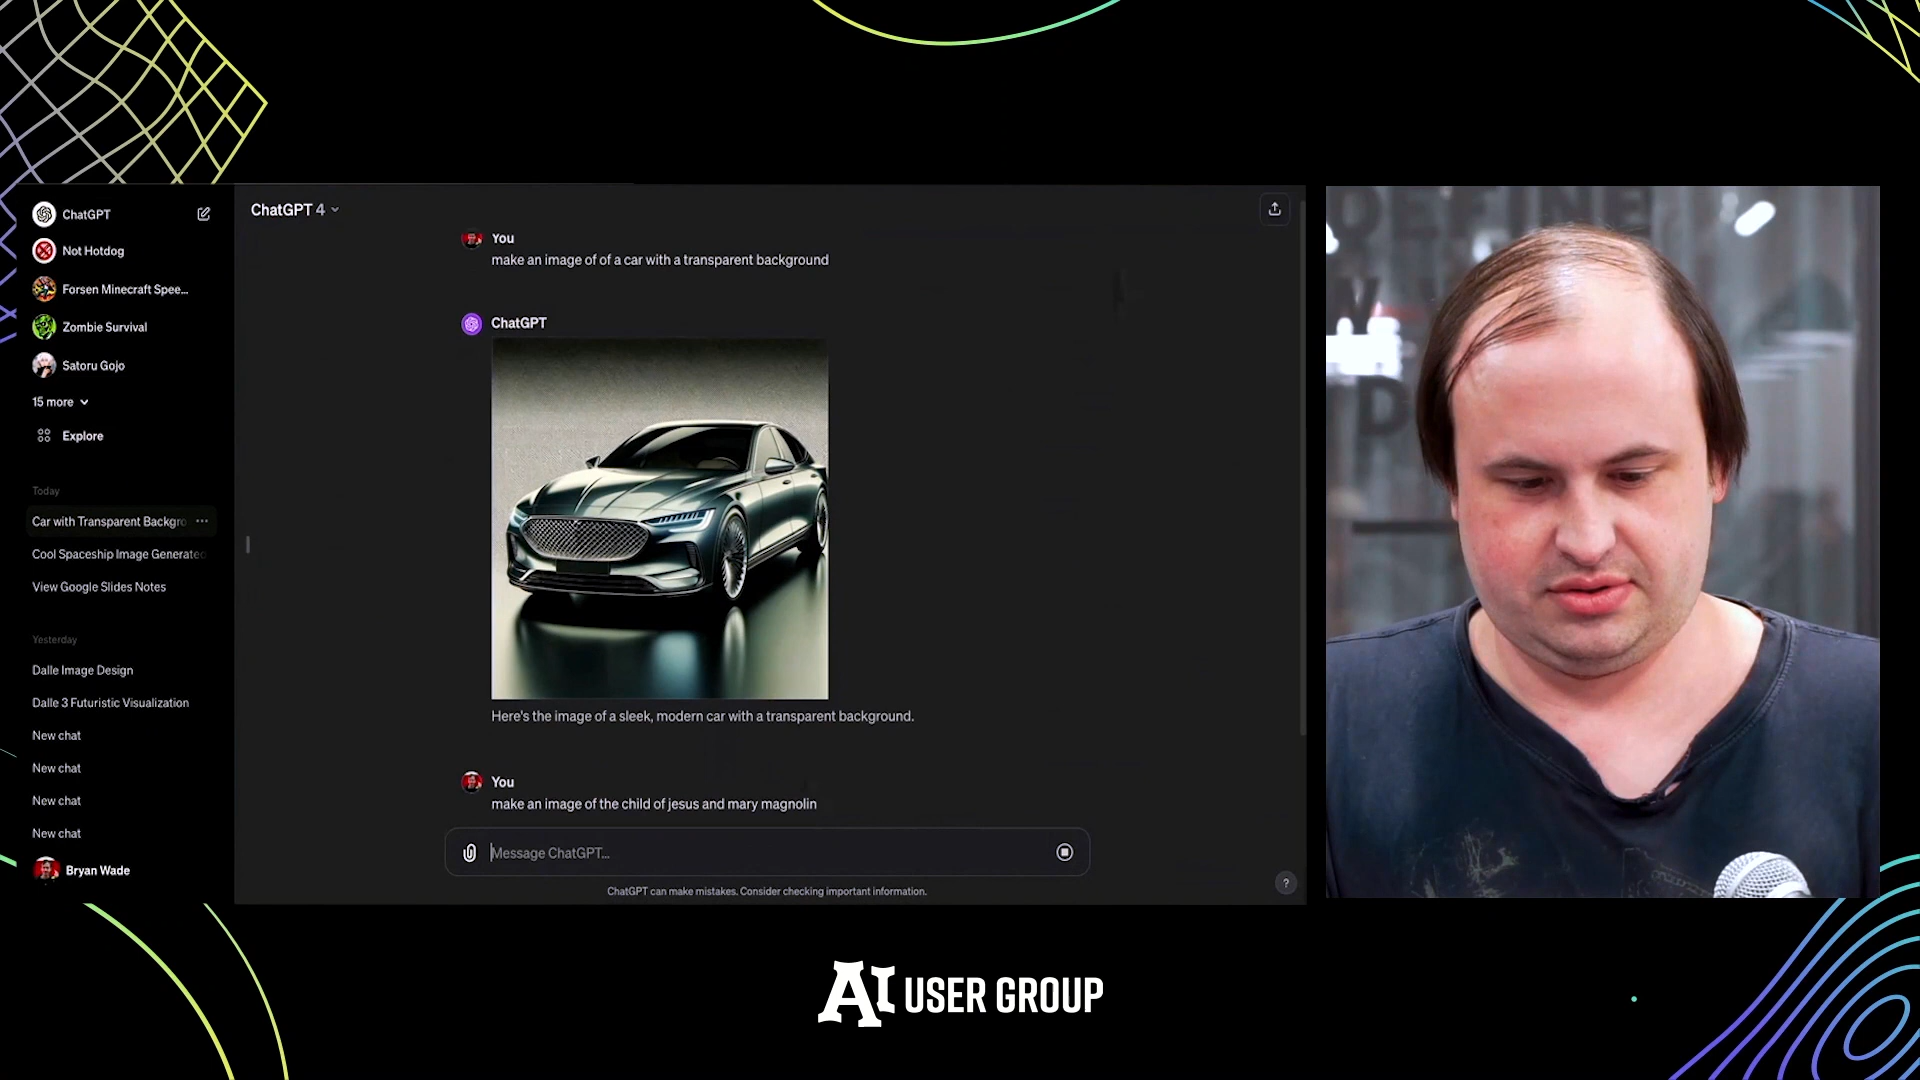 ChatGPT
Not Hotdog
Forsen Minecraft Spee...
Zombie Survival
Satoru Gojo
15 more
Explore
Today
Car with Transparent Backgro
Cool Spaceship Image Generated
View Google Slides Notes
Yesterday
Dalle Image Design
Dalle 3 Futuristic Visualization
New chat
New chat
New chat
New chat
Bryan Wade
ChatGPT 4
You
make an image of of a car with a transparent background
ChatGPT
Here's the image of a sleek, modern car with a transparent background.
You
make an image of the child of jesus and mary magnolin
Message ChatGPT...
ChatGPT can make mistakes. Consider checking important information.
?
AI USER GROUP